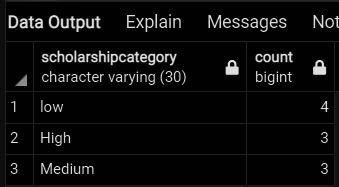 Data Output Explain Messages Not
scholarshipcategory count
character varying (30) bigint
1 low 4
2 High 3
3 Medium 3